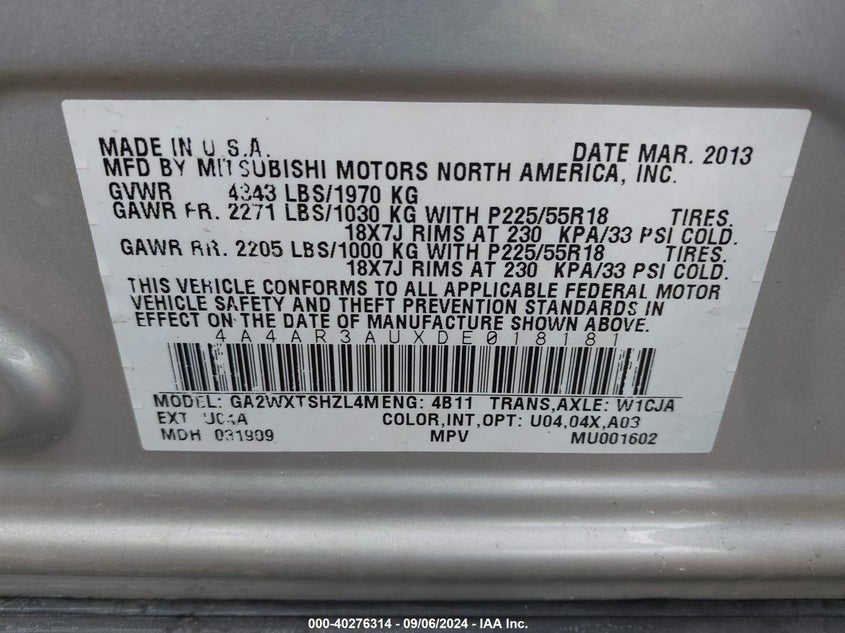 MADE IN U.S.A. DATE MAR. 2013
MFD BY MITSUBISHI MOTORS NORTH AMERICA, INC.
GVWR 4343 LBS/1970 KG
GAWR FR. 2271 LBS/1030 KG WITH P225/55R18 TIRES.
18X7J RIMS AT 230 KPA/33 PSI COLD.
GAWR RR. 2205 LBS/1000 KG WITH P225/55R18 TIRES.
18X7J RIMS AT 230 KPA/33 PSI COLD.
THIS VEHICLE CONFORMS TO ALL APPLICABLE FEDERAL MOTOR
VEHICLE SAFETY AND THEFT PREVENTION STANDARDS IN
EFFECT ON THE DATE OF MANUFACTURE SHOWN ABOVE.
4A4AR3AUXDE018181
MODEL: GA2WXTSHZL4M ENG: 4B11 TRANS,AXLE: W1CJA
EXT COLOR,INT,OPT: U04,04X,A03
MDH 031909 MPV MU001602
000-40276314 - 09/06/2024 - IAA Inc.